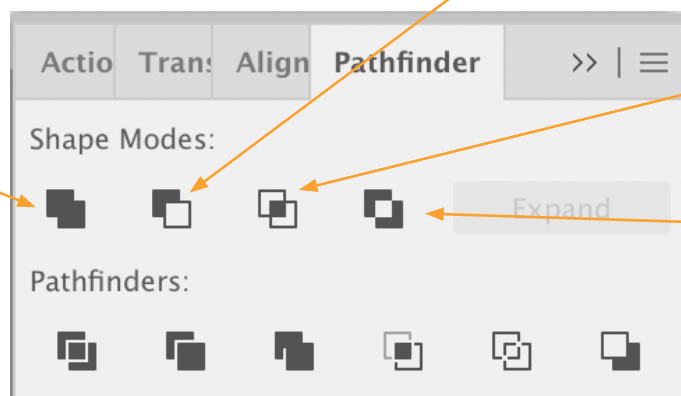 Actio Trans Align Pathfinder >>
Shape Modes:
Expand
Pathfinders: